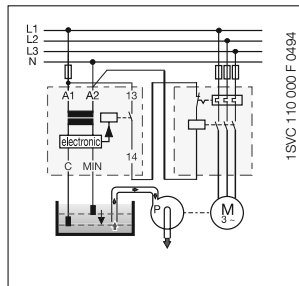 L1
L2
L3
N
A1 A2 13
electronic
14
C MIN
P
M
3 ~
1SVC 110 000 F 0494